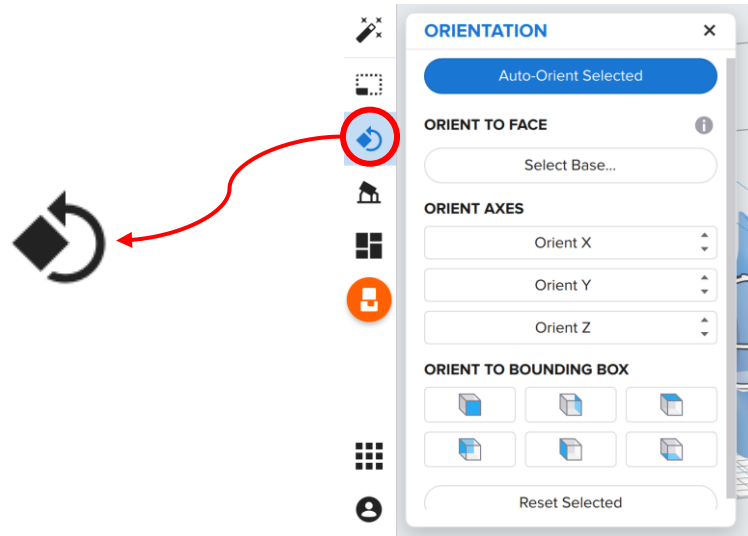 ORIENTATION
Auto-Orient Selected
ORIENT TO FACE
Select Base...
ORIENT AXES
Orient X
Orient Y
Orient Z
ORIENT TO BOUNDING BOX
Reset Selected